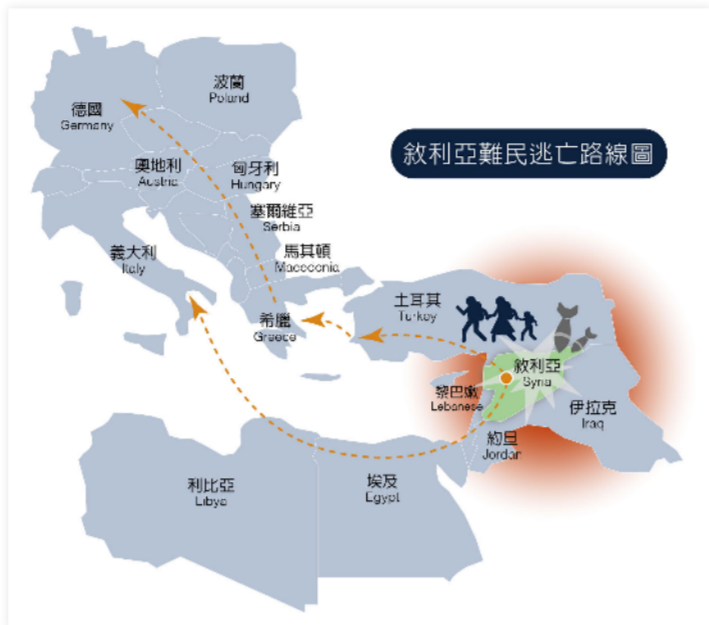 波蘭
Poland
德國
Germany
敘利亞難民逃亡路線圖
奧地利
Austria
匈牙利
Hungary
塞爾維亞
Serbia
義大利
Italy
馬其頓
Macedonia
土耳其
Turkey
希臘
Greece
敘利亞
Syria
黎巴嫩
Lebanese
伊拉克
Iraq
約旦
Jordan
利比亞
Libya
埃及
Egypt